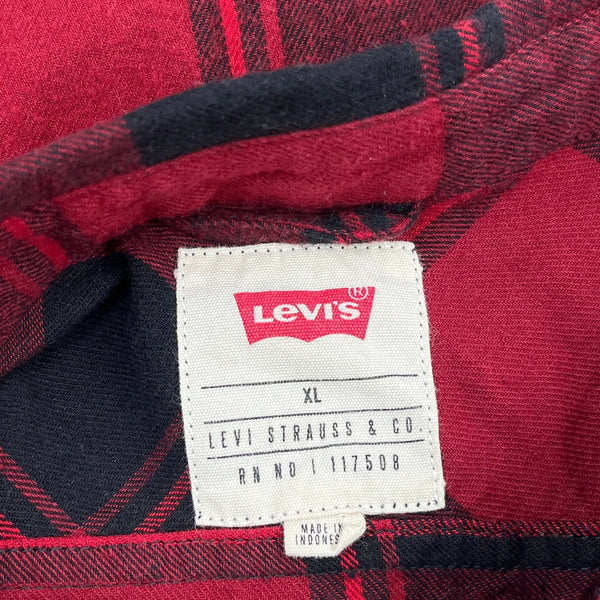 Levi's®
XL
LEVI STRAUSS & CO.
RN NO | 117508
MADE IN
INDONES